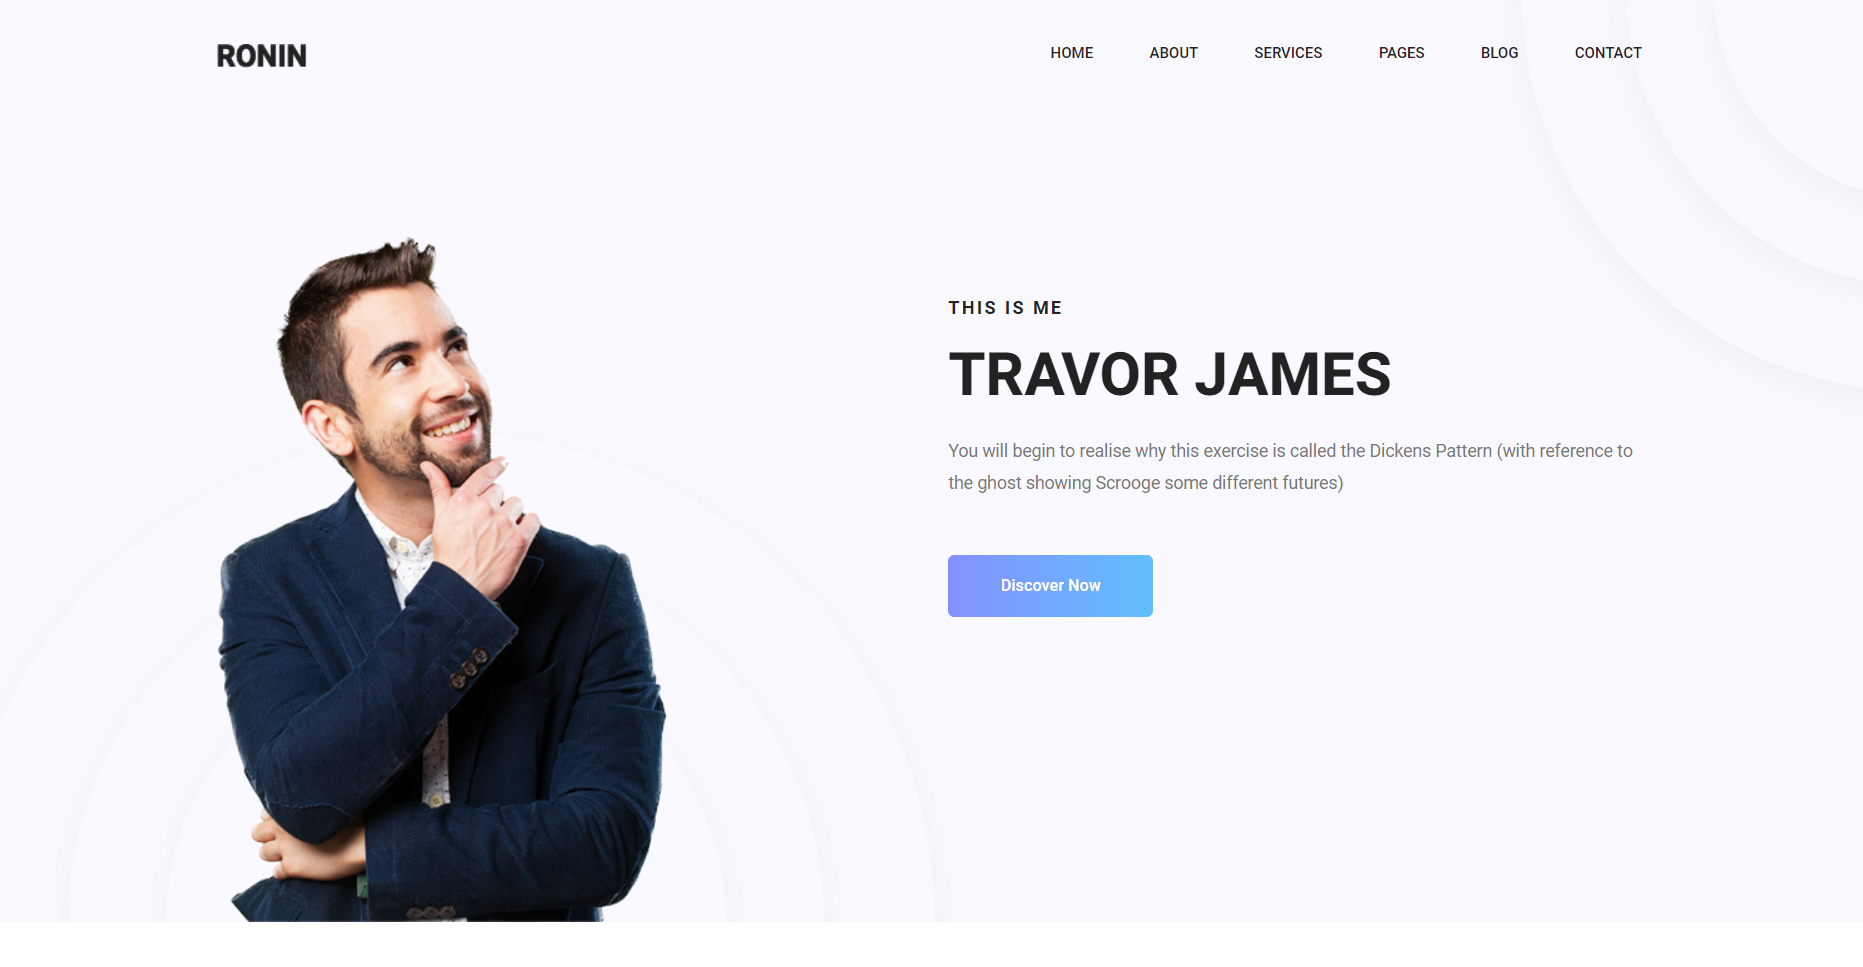 RONIN
HOME ABOUT SERVICES PAGES BLOG CONTACT
THIS IS ME
TRAVOR JAMES
You will begin to realise why this exercise is called the Dickens Pattern (with reference to
the ghost showing Scrooge some different futures)
Discover Now